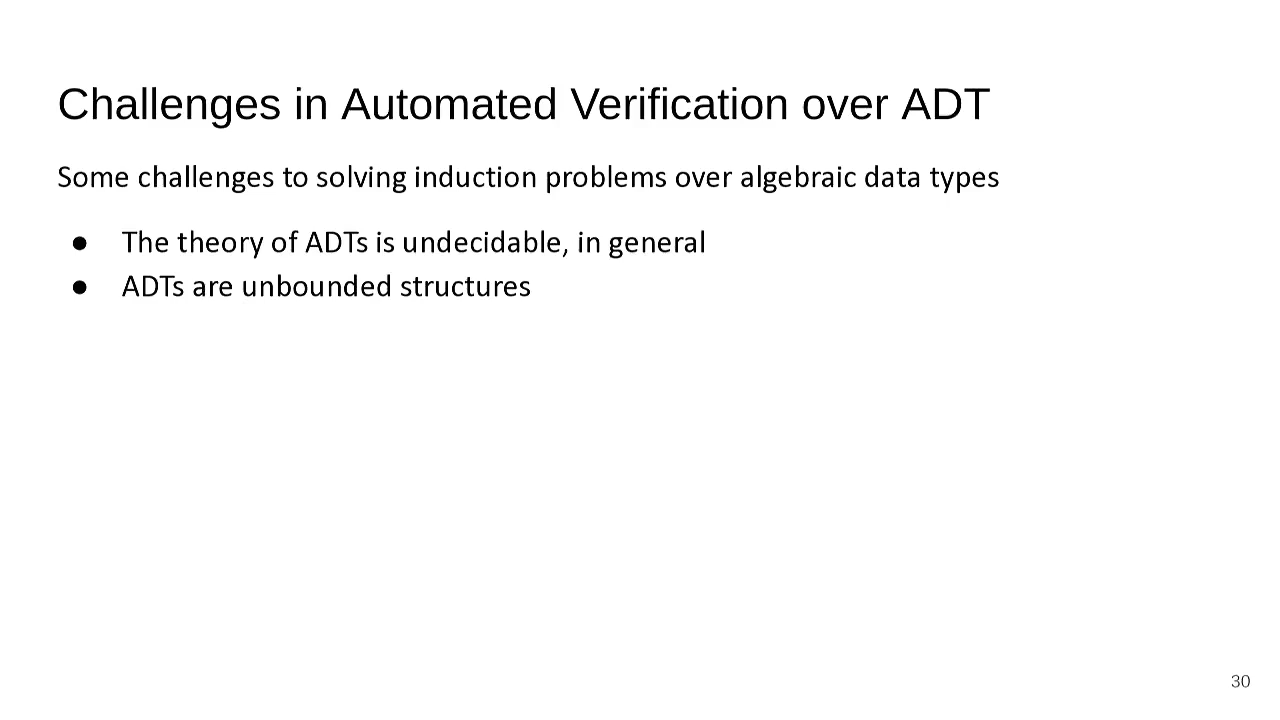 Challenges in Automated Verification over ADT
Some challenges to solving induction problems over algebraic data types
● The theory of ADTs is undecidable, in general
● ADTs are unbounded structures
30